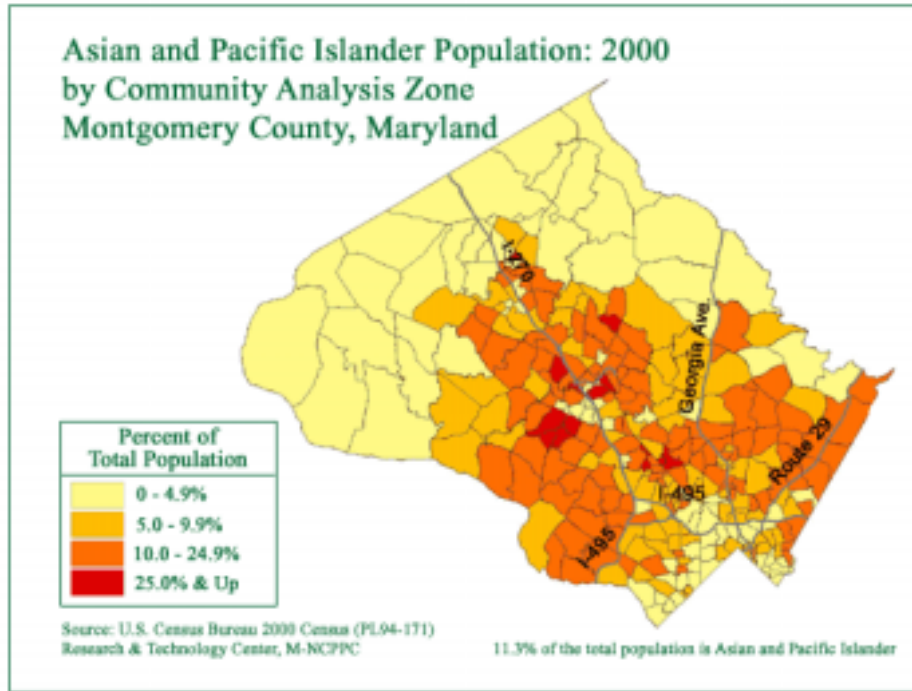 Asian and Pacific Islander Population: 2000
by Community Analysis Zone
Montgomery County, Maryland
I-270
Georgia Ave.
Route 29
I-495
I-495
Percent of
Total Population
0 - 4.9%
5.0 - 9.9%
10.0 - 24.9%
25.0% & Up
Source: U.S. Census Bureau 2000 Census (PL94-171)
Research & Technology Center, M-NCPPC
11.3% of the total population is Asian and Pacific Islander